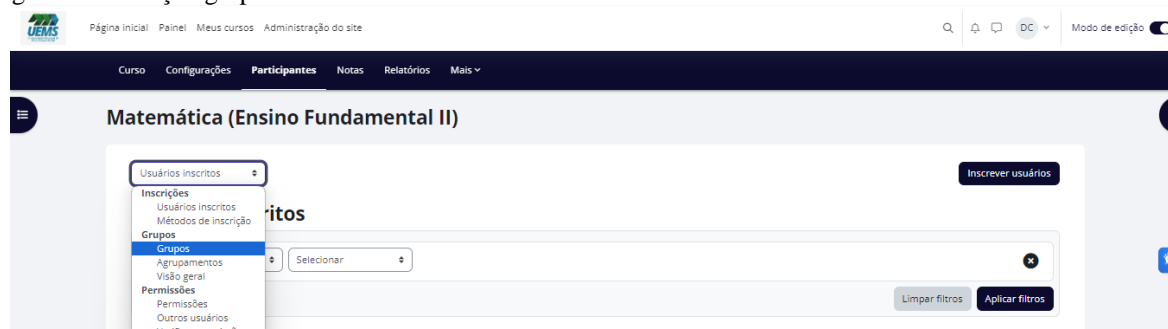 UEMS
Página inicial Painel Meus cursos Administração do site
DC
Modo de edição
Curso Configurações Participantes Notas Relatórios Mais
Matemática (Ensino Fundamental II)
Usuários inscritos
Inscrever usuários
Inscrições
Usuários inscritos
Métodos de inscrição
ritos
Grupos
Grupos
Selecionar
Agrupamentos
Visão geral
Permissões
Limpar filtros
Aplicar filtros
Permissões
Outros usuários